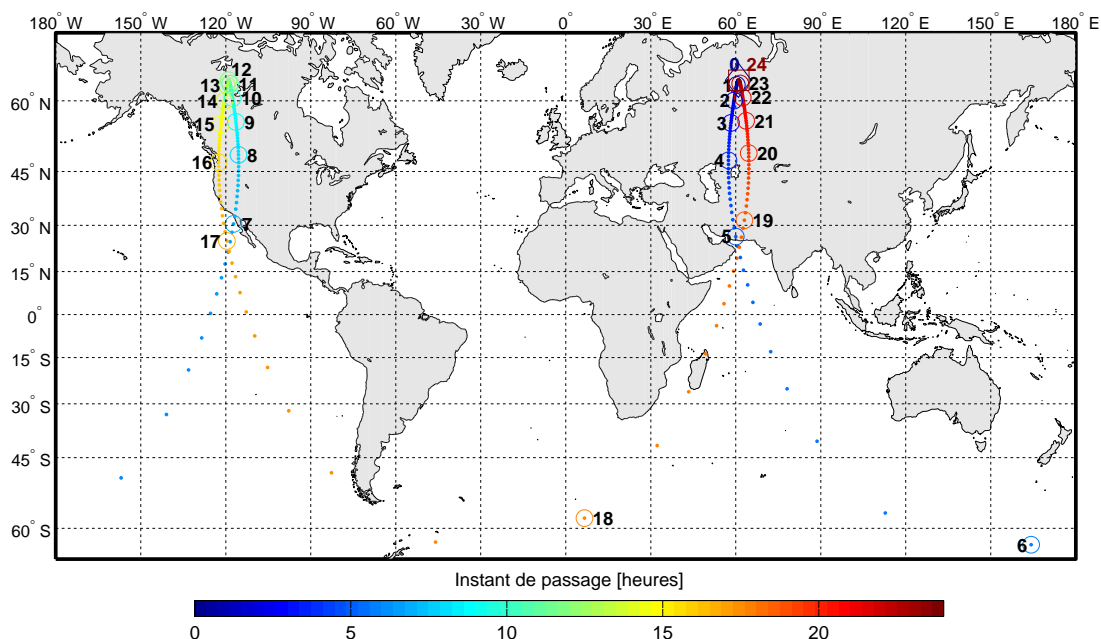 180° W 150° W 120° W 90° W 60° W 30° W 0° 30° E 60° E 90° E 120° E 150° E 180° E
12 0 24
13 11 1 23
14 10 2 22
60° N
15 9 3 21
16 8 4 20
45° N
7 19
30° N
17 5
15° N
0°
15° S
30° S
45° S
18
60° S
6
Instant de passage [heures]
0 5 10 15 20